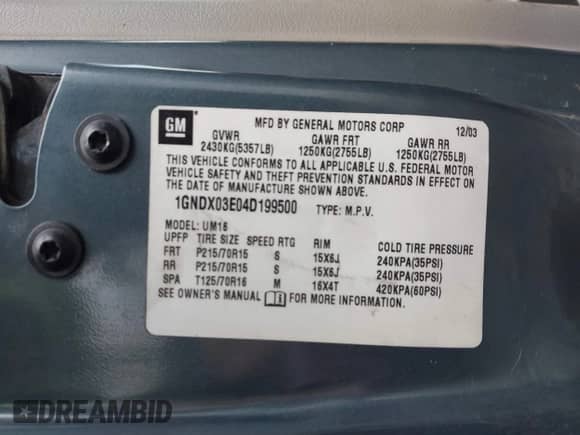 GM
MFD BY GENERAL MOTORS CORP 12/03
GVWR GAWR FRT GAWR RR
2430KG(5357LB) 1250KG(2755LB) 1250KG(2755LB)
THIS VEHICLE CONFORMS TO ALL APPLICABLE U.S. FEDERAL MOTOR
VEHICLE SAFETY AND THEFT PREVENTION STANDARDS IN EFFECT ON
THE DATE OF MANUFACTURE SHOWN ABOVE.
1GNDX03E04D199500 TYPE: M.P.V.
MODEL: UM16
UPFP TIRE SIZE SPEED RTG RIM COLD TIRE PRESSURE
FRT P215/70R15 S 15X6J 240KPA(35PSI)
RR P215/70R15 S 15X6J 240KPA(35PSI)
SPA T125/70R16 M 16X4T 420KPA(60PSI)
SEE OWNER'S MANUAL FOR MORE INFORMATION
DREAMBID